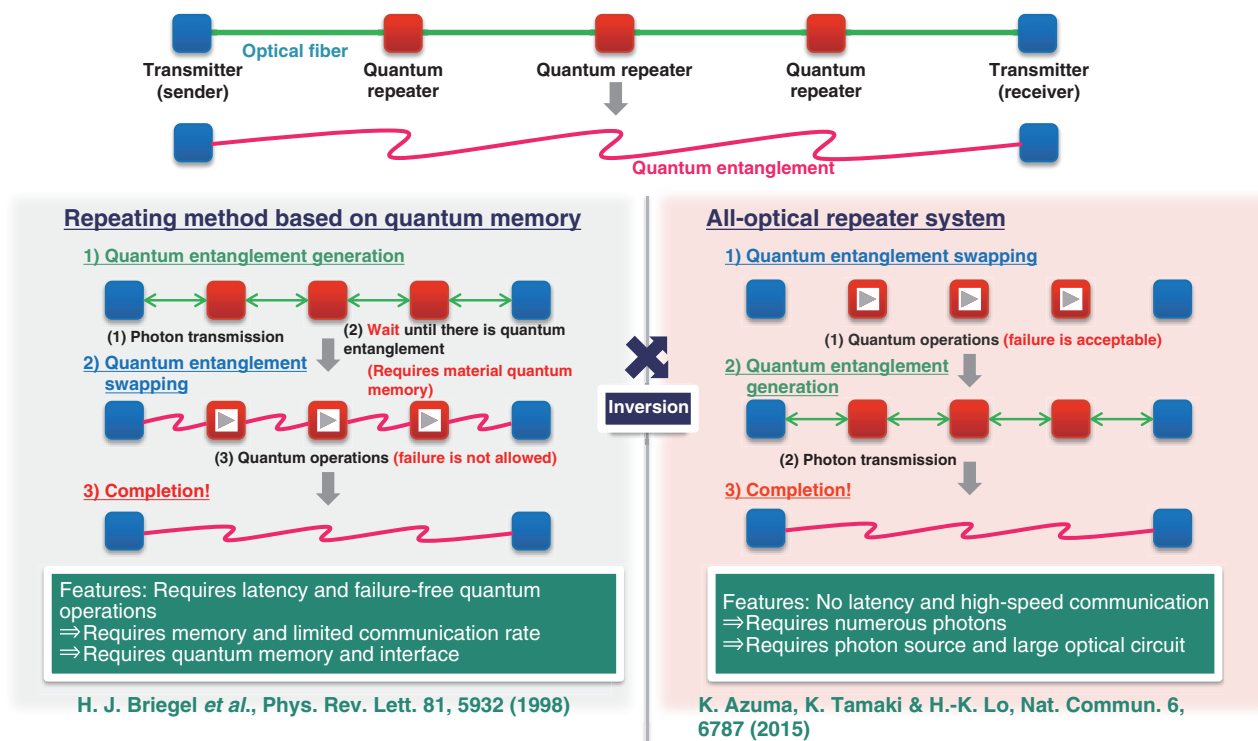 Optical fiber
Transmitter
(sender)
Quantum
repeater
Quantum repeater
Quantum
repeater
Transmitter
(receiver)
Quantum entanglement
Repeating method based on quantum memory
1) Quantum entanglement generation
(1) Photon transmission
(2) Wait until there is quantum
entanglement
(Requires material quantum
memory)
2) Quantum entanglement
swapping
(3) Quantum operations (failure is not allowed)
3) Completion!
Features: Requires latency and failure-free quantum
operations
⇒Requires memory and limited communication rate
⇒Requires quantum memory and interface
H. J. Briegel et al., Phys. Rev. Lett. 81, 5932 (1998)
Inversion
All-optical repeater system
1) Quantum entanglement swapping
(1) Quantum operations (failure is acceptable)
2) Quantum entanglement
generation
(2) Photon transmission
3) Completion!
Features: No latency and high-speed communication
⇒Requires numerous photons
⇒Requires photon source and large optical circuit
K. Azuma, K. Tamaki & H.-K. Lo, Nat. Commun. 6,
6787 (2015)